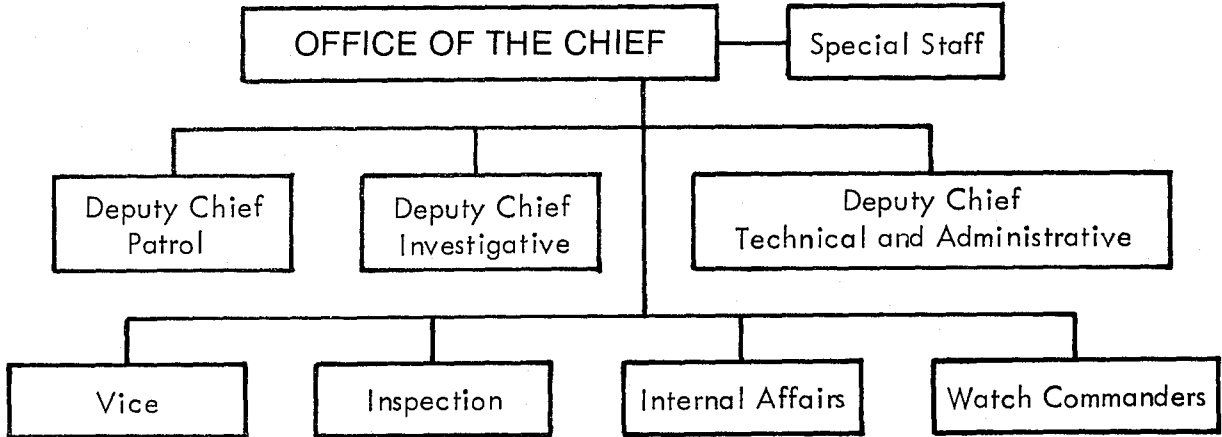 OFFICE OF THE CHIEF
Special Staff
Deputy Chief
Patrol
Deputy Chief
Investigative
Deputy Chief
Technical and Administrative
Vice
Inspection
Internal Affairs
Watch Commanders